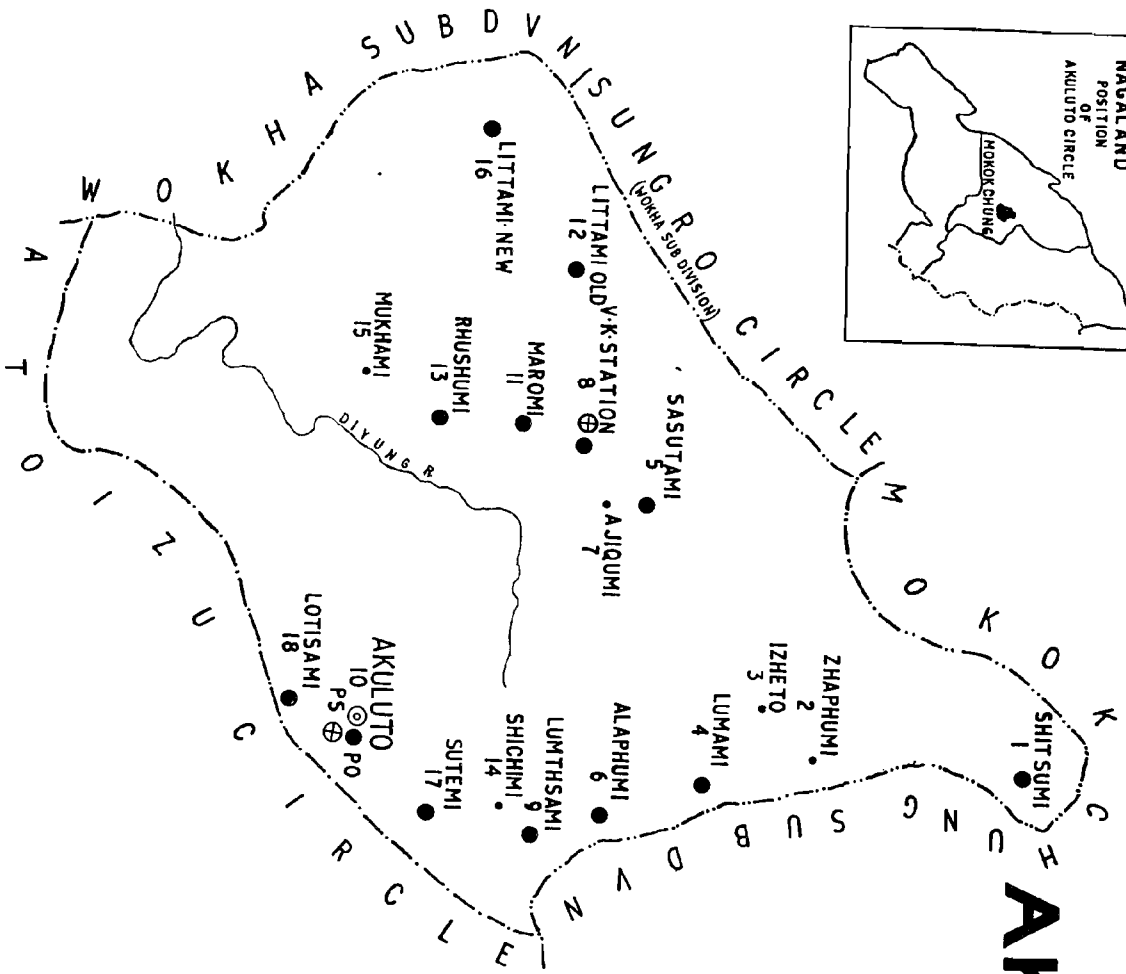 NAGALAND
POSITION
OF
AKULUTO CIRCLE
MOKOKCHUNG
WOKHA SUBDVN
SUNGRO CIRCLE
(WOKHA SUB DIVISION)
MOKOKCHUNG SUBDVN
ATOIZU CIRCLE
SHITSUMI
1
ZHAPHUMI
2
IZHETO
3
LUMAMI
4
SASUTAMI
5
ALAPHUMI
6
AJIQUMI
7
V·K·STATION
8
LUMTHSAMI
9
AKULUTO
10
PS
PO
MAROMI
11
LITTAMI OLD
12
RHUSHUMI
13
SHICHIMI
14
MUKHAMI
15
LITTAMI·NEW
16
SUTEMI
17
LOTISAMI
18
DIYUNG R